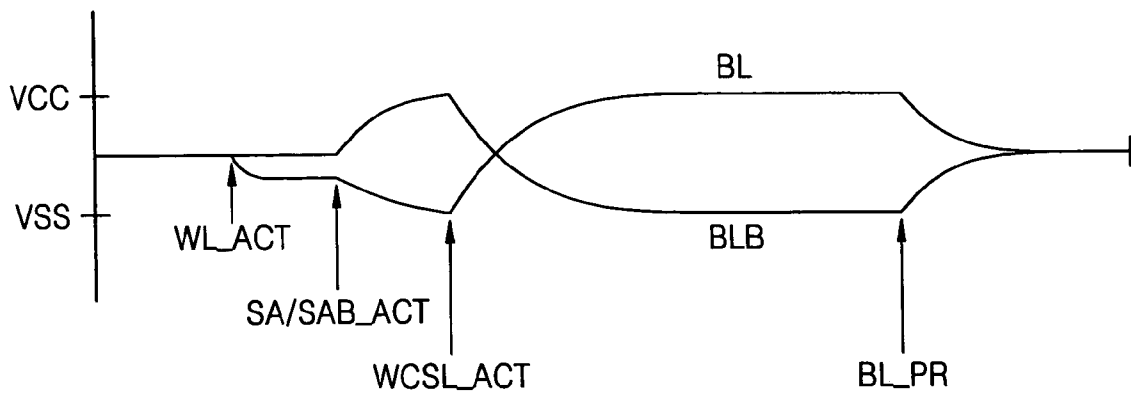 BL
VCC
VSS
WL_ACT
BLB
SA/SAB_ACT
WCSL_ACT
BL_PR